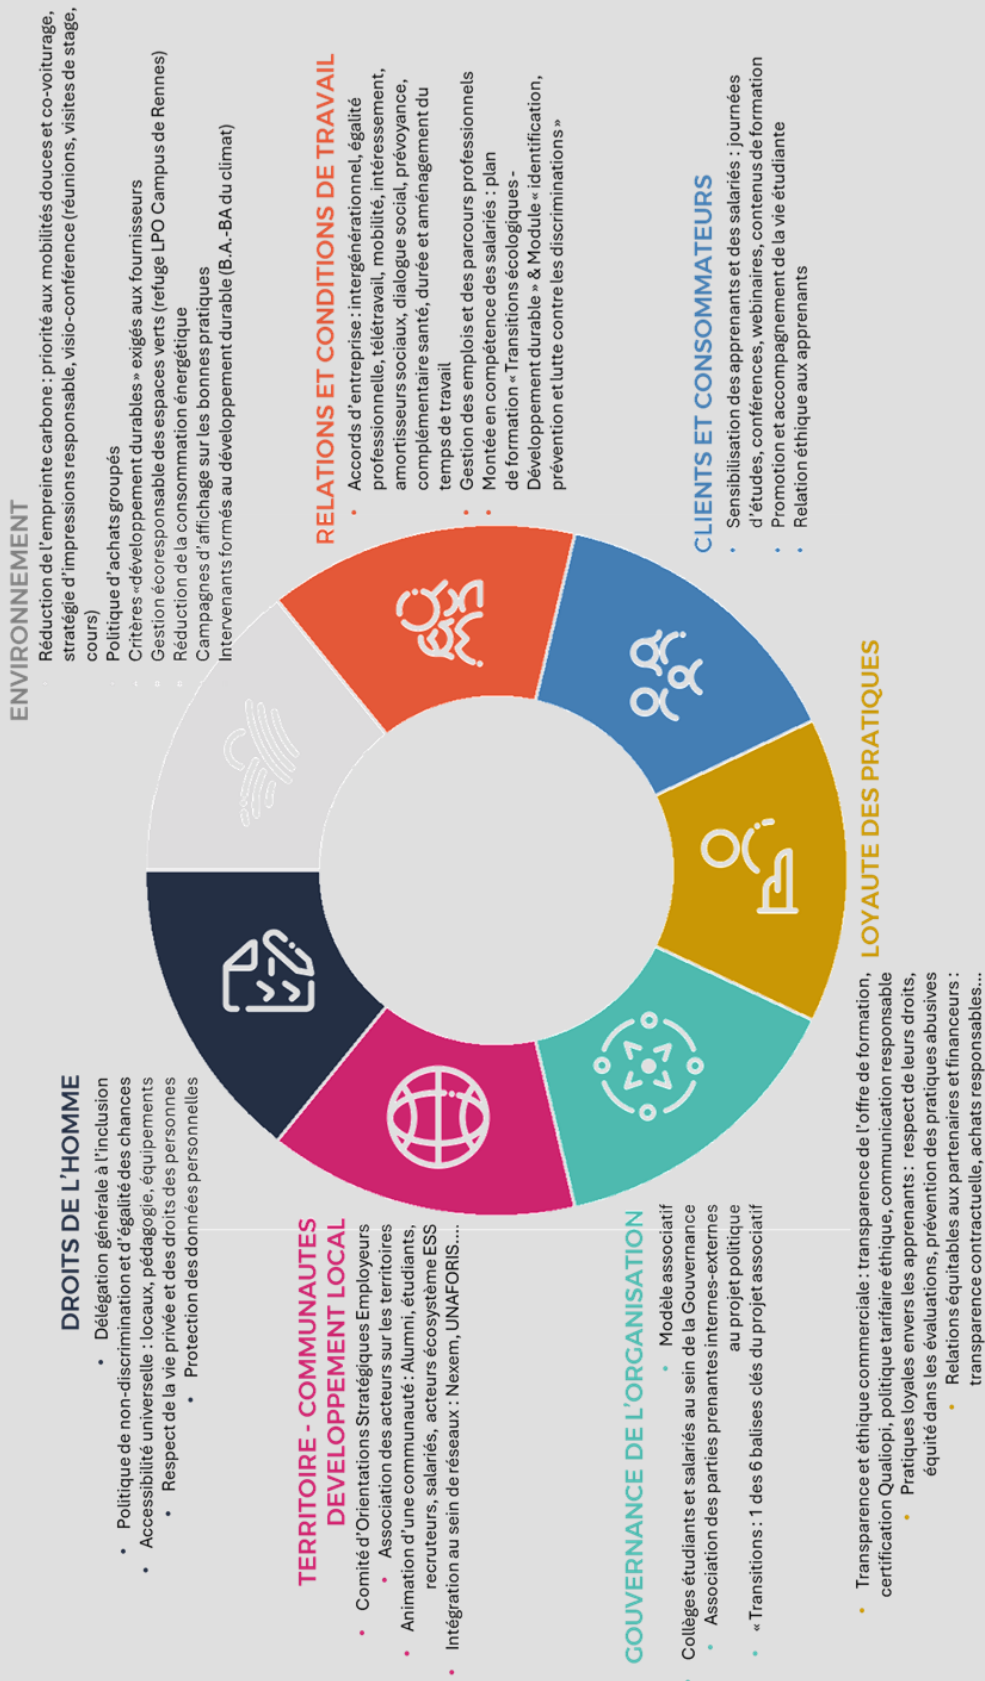 DROITS DE L'HOMME
• Délégation générale à l'inclusion
• Politique de non-discrimination et d'égalité des chances
• Accessibilité universelle : locaux, pédagogie, équipements
• Respect de la vie privée et des droits des personnes
• Protection des données personnelles
TERRITOIRE - COMMUNAUTES
DEVELOPPEMENT LOCAL
• Comité d'Orientations Stratégiques Employeurs
• Association des acteurs sur les territoires
• Animation d'une communauté : Alumni, étudiants,
recruteurs, salariés, acteurs écosystème ESS
• Intégration au sein de réseaux : Nexem, UNAFORIS....
GOUVERNANCE DE L'ORGANISATION
• Modèle associatif
• Collèges étudiants et salariés au sein de la Gouvernance
• Association des parties prenantes internes-externes
au projet politique
• « Transitions : 1 des 6 balises clés du projet associatif
• Transparence et éthique commerciale : transparence de l'offre de formation,
certification Qualiopi, politique tarifaire éthique, communication responsable
• Pratiques loyales envers les apprenants : respect de leurs droits,
équité dans les évaluations, prévention des pratiques abusives
• Relations équitables aux partenaires et financeurs :
transparence contractuelle, achats responsables...
LOYAUTE DES PRATIQUES
ENVIRONNEMENT
Réduction de l'empreinte carbone : priorité aux mobilités douces et co-voiturage,
stratégie d'impressions responsable, visio-conférence (réunions, visites de stage,
cours)
Politique d'achats groupés
Critères «développement durables » exigés aux fournisseurs
Gestion écoresponsable des espaces verts (refuge LPO Campus de Rennes)
Réduction de la consommation énergétique
Campagnes d'affichage sur les bonnes pratiques
Intervenants formés au développement durable (B.A.-BA du climat)
RELATIONS ET CONDITIONS DE TRAVAIL
• Accords d'entreprise : intergénérationnel, égalité
professionnelle, télétravail, mobilité, intéressement,
amortisseurs sociaux, dialogue social, prévoyance,
complémentaire santé, durée et aménagement du
temps de travail
• Gestion des emplois et des parcours professionnels
• Montée en compétence des salariés : plan
de formation « Transitions écologiques -
Développement durable » & Module « identification,
prévention et lutte contre les discriminations »
CLIENTS ET CONSOMMATEURS
• Sensibilisation des apprenants et des salariés : journées
d'études, conférences, webinaires, contenus de formation
• Promotion et accompagnement de la vie étudiante
• Relation éthique aux apprenants